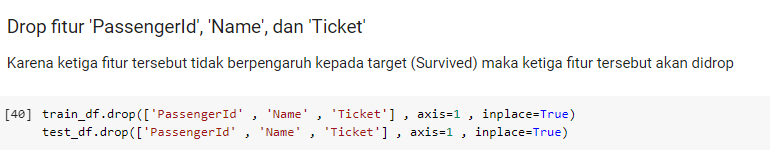 Drop fitur 'PassengerId', 'Name', dan 'Ticket'
Karena ketiga fitur tersebut tidak berpengaruh kepada target (Survived) maka ketiga fitur tersebut akan didrop
[40] train_df.drop(['PassengerId' , 'Name' , 'Ticket'] , axis=1 , inplace=True)
test_df.drop(['PassengerId' , 'Name' , 'Ticket'] , axis=1 , inplace=True)